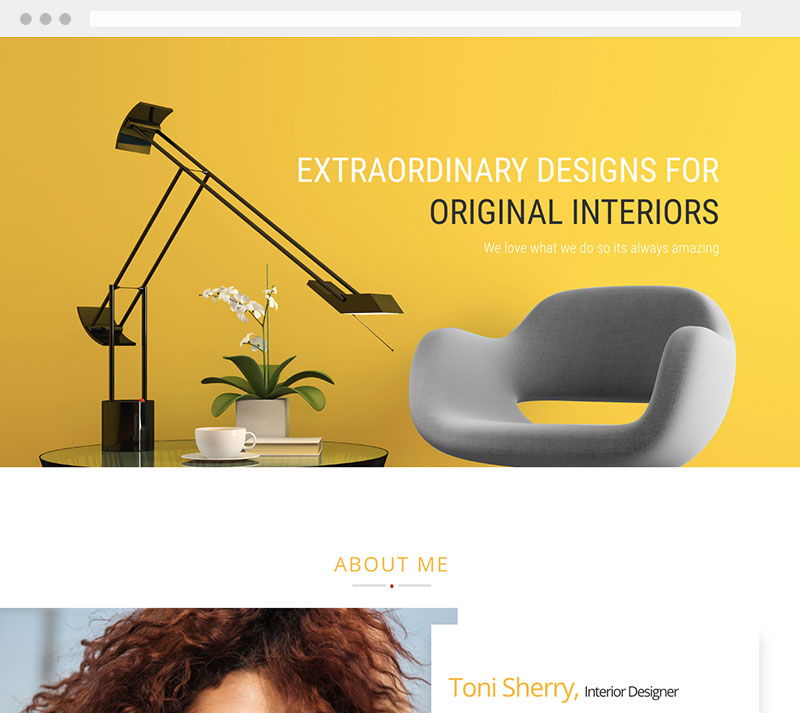 EXTRAORDINARY DESIGNS FOR
ORIGINAL INTERIORS
We love what we do so its always amazing
ABOUT ME
Toni Sherry, Interior Designer